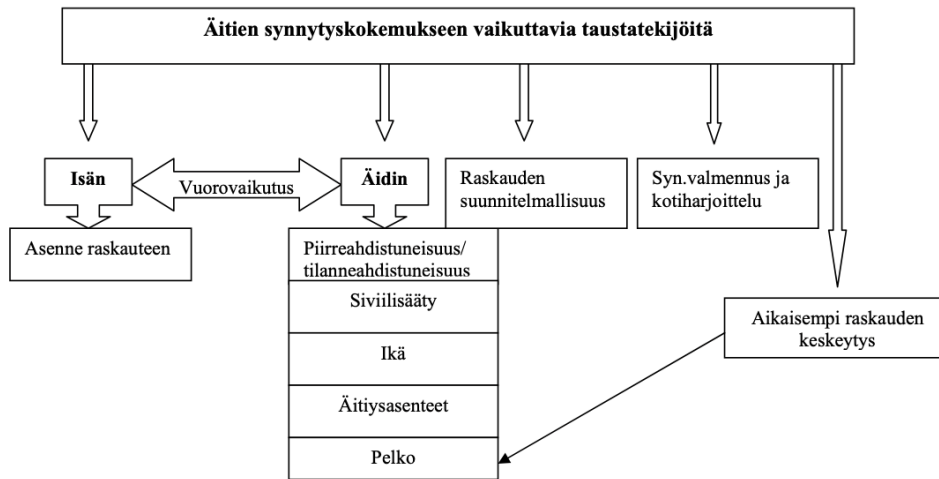 Äitien synnytyskokemukseen vaikuttavia taustatekijöitä
Isän
Vuorovaikutus
Äidin
Raskauden
suunnitelmallisuus
Syn.valmennus ja
kotiharjoittelu
Asenne raskauteen
Piirreahdistuneisuus/
tilanneahdistuneisuus
Siviilisääty
Ikä
Äitiysasenteet
Pelko
Aikaisempi raskauden
keskeytys